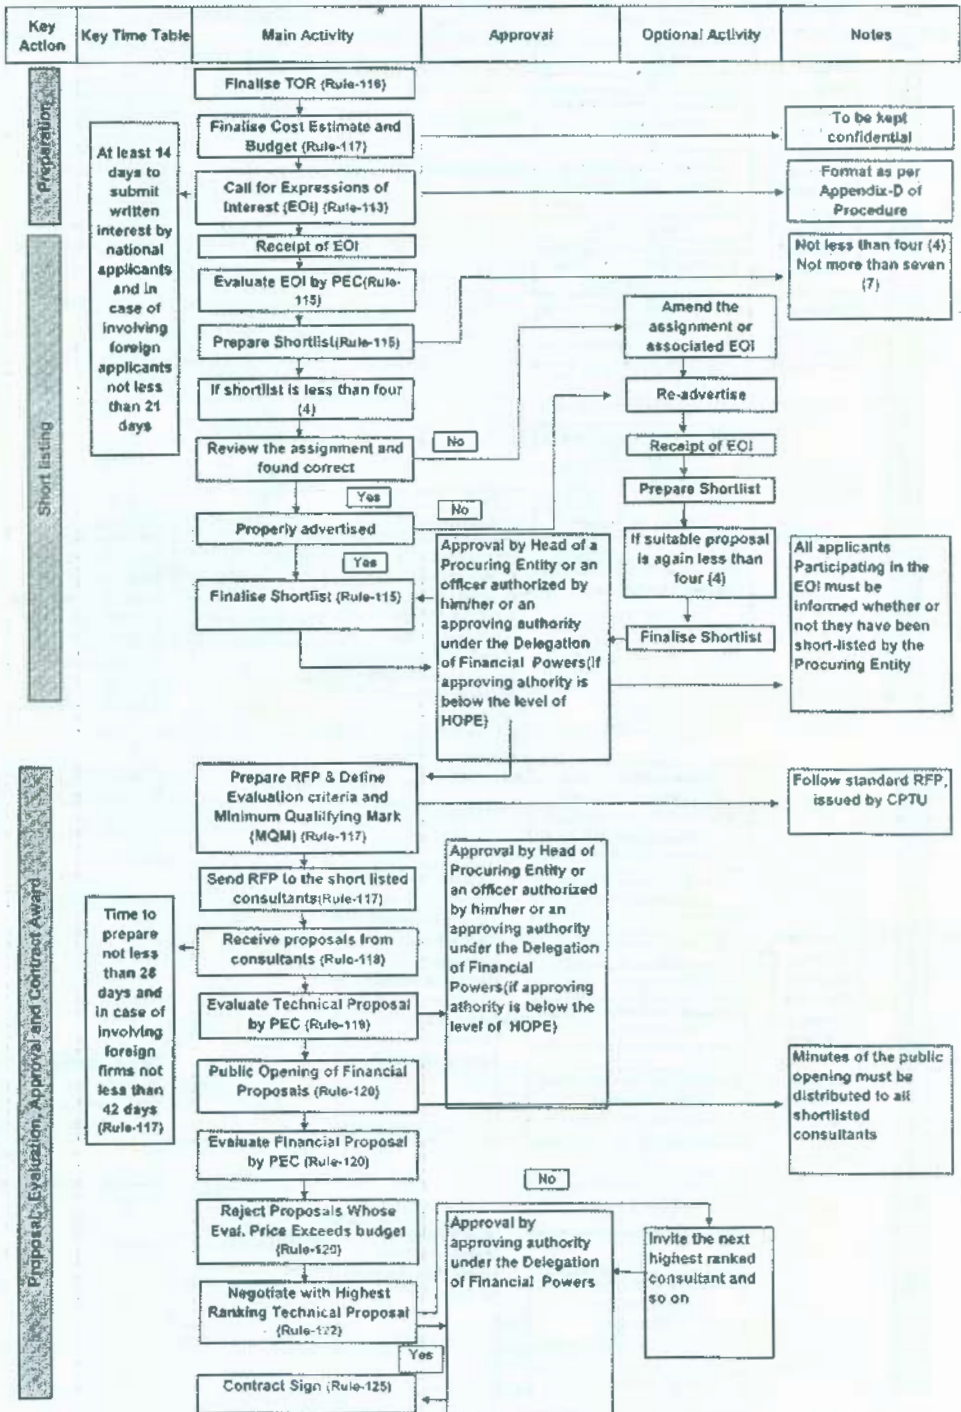 Key
Action
Key Time Table
Main Activity
Approval
Optional Activity
Notes
Preparation
Finalise TOR (Rule-116)
Finalise Cost Estimate and
Budget (Rule-117)
To be kept
confidential
At least 14
days to
submit
written
interest by
national
applicants
and in
case of
involving
foreign
applicants
not less
than 21
days
Call for Expressions of
Interest (EOI) (Rule-113)
Format as per
Appendix-D of
Procedure
Short listing
Receipt of EOI
Evaluate EOI by PEC(Rule-
115)
Prepare Shortlist(Rule-115)
Not less than four (4)
Not more than seven
(7)
If shortlist is less than four
(4)
Review the assignment and
found correct
No
Yes
Amend the
assignment or
associated EOI
Re-advertise
Receipt of EOI
Prepare Shortlist
If suitable proposal
is again less than
four (4)
Finalise Shortlist
Properly advertised
No
Yes
Finalise Shortlist (Rule-115)
Approval by Head of a
Procuring Entity or an
officer authorized by
him/her or an
approving authority
under the Delegation
of Financial Powers(if
approving athority is
below the level of
HOPE)
All applicants
Participating in the
EOI must be
informed whether or
not they have been
short-listed by the
Procuring Entity
Proposal, Evaluation, Approval and Contract Award
Prepare RFP & Define
Evaluation criteria and
Minimum Qualifying Mark
(MQM) (Rule-117)
Follow standard RFP,
issued by CPTU
Send RFP to the short listed
consultants(Rule-117)
Time to
prepare
not less
than 28
days and
in case of
involving
foreign
firms not
less than
42 days
(Rule-117)
Receive proposals from
consultants (Rule-118)
Evaluate Technical Proposal
by PEC (Rule-119)
Approval by Head of
Procuring Entity or
an officer authorized
by him/her or an
approving authority
under the Delegation
of Financial
Powers(if approving
athority is below the
level of HOPE)
Public Opening of Financial
Proposals (Rule-120)
Minutes of the public
opening must be
distributed to all
shortlisted
consultants
Evaluate Financial Proposal
by PEC (Rule-120)
Reject Proposals Whose
Eval. Price Exceeds budget
(Rule-120)
Negotiate with Highest
Ranking Technical Proposal
(Rule-122)
No
Yes
Approval by
approving authority
under the Delegation
of Financial Powers
Invite the next
highest ranked
consultant and
so on
Contract Sign (Rule-125)